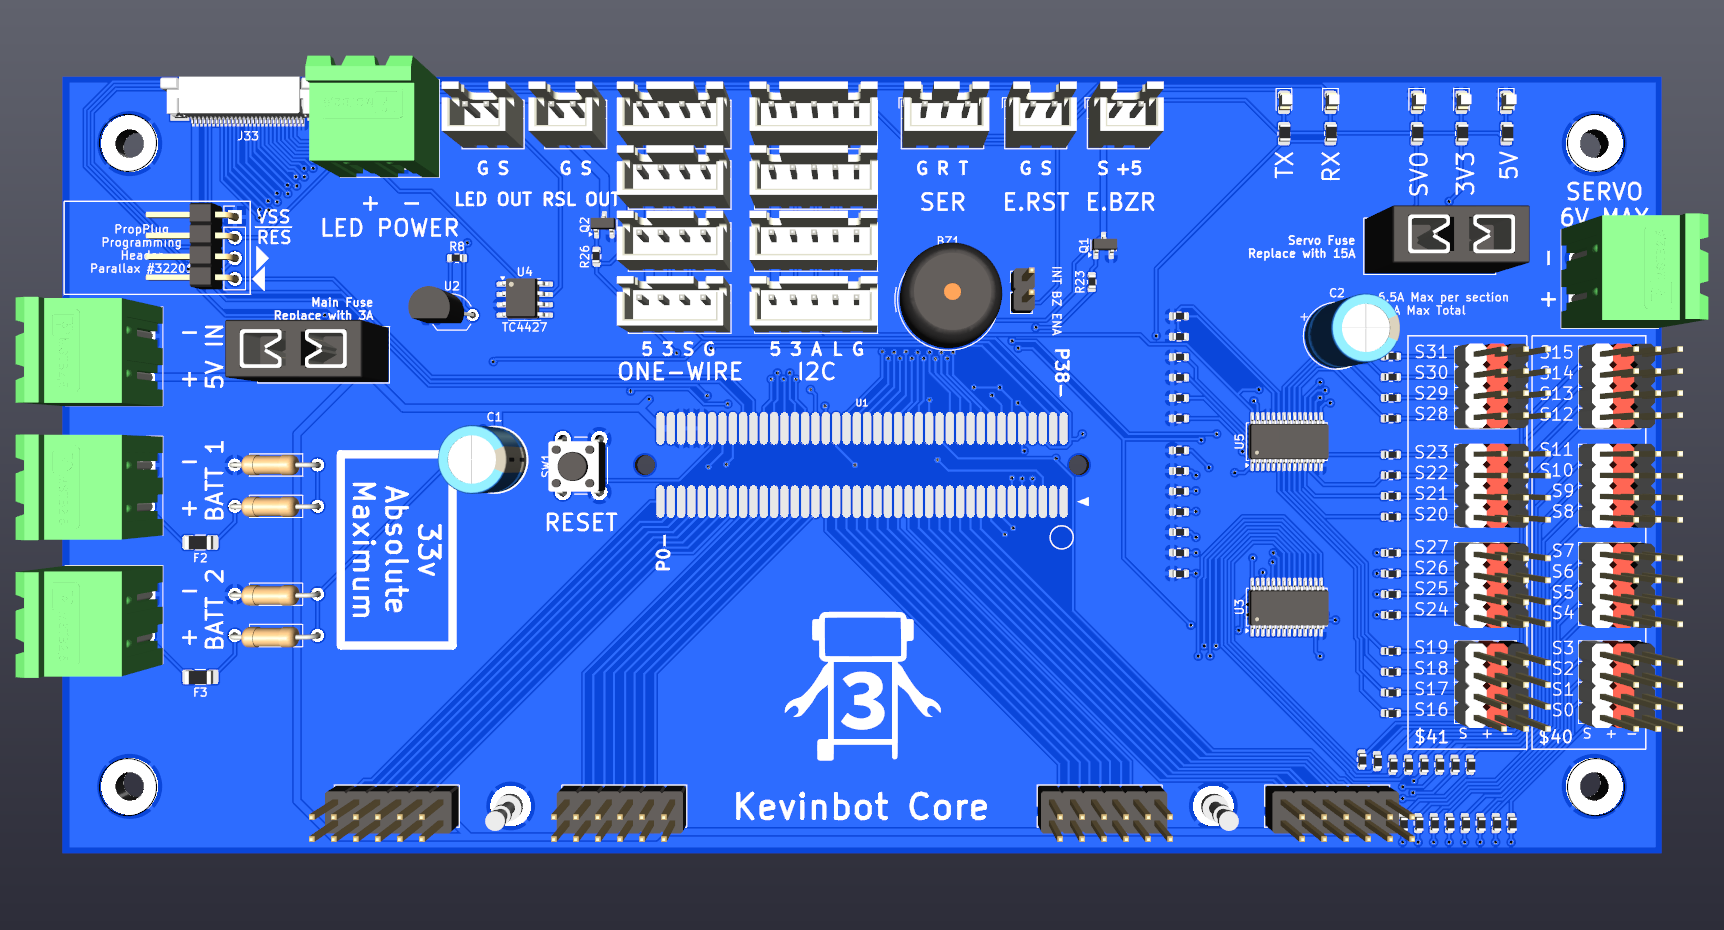 J33
G S
G S
G R T
G S
S +5
TX
RX
SVO
3V3
5V
LED OUT
RSL OUT
SER
E.RST
E.BZR
SERVO
6V MAX
+ -
LED POWER
VSS
RES
PropPlug
Programming
Parallax
Q2
R26
R8
U4
U2
TC4427
BZ1
INT BZ ENA
Q1
R23
Servo Fuse
Replace with 15A
-
+
C2
+
6.5A Max per section
A Max Total
Main Fuse
Replace with 3A
- +
5V IN
5 3 S G
ONE-WIRE
5 3 A L G
I2C
P38-
U1
C1
SW1
RESET
P0-
- +
BATT 1
F2
- +
BATT 2
F3
33v
Absolute
Maximum
U5
U3
S31
S30
S29
S28
S23
S22
S21
S20
S27
S26
S25
S24
S19
S18
S17
S16
$41
S + -
S15
S14
S13
S12
S11
S10
S9
S8
S7
S6
S5
S4
S3
S2
S1
S0
$40
S + -
3
Kevinbot Core